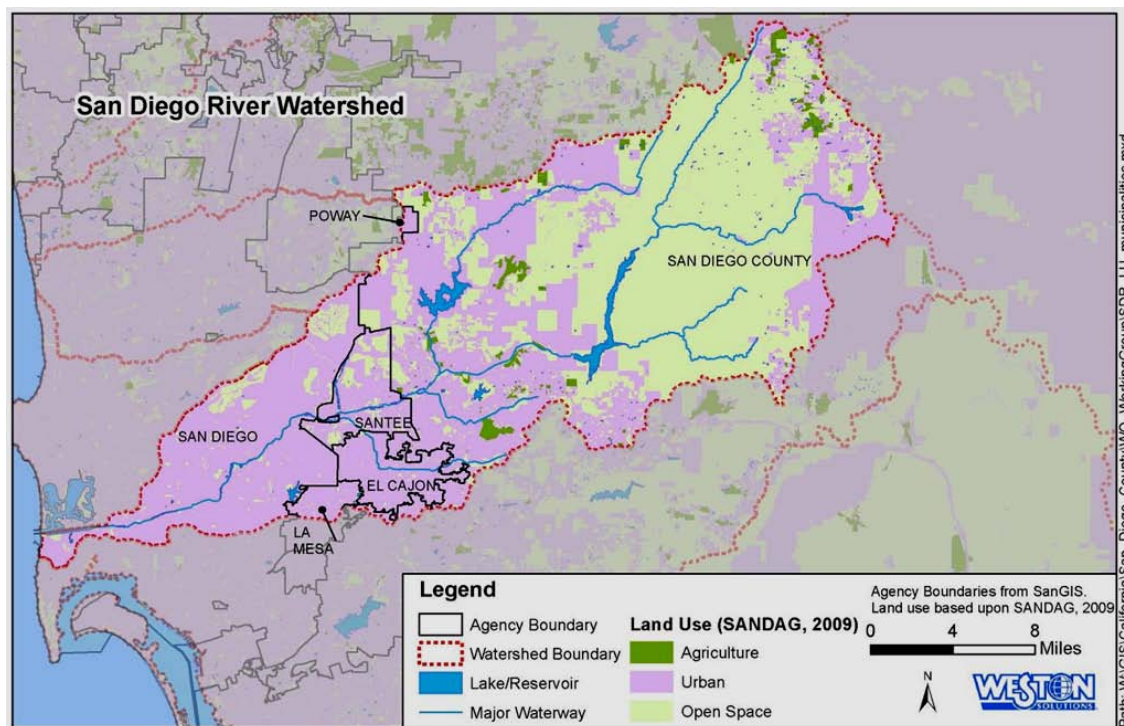 San Diego River Watershed
POWAY
SAN DIEGO COUNTY
SAN DIEGO
SANTEE
EL CAJON
LA
MESA
Legend
Agency Boundary
Watershed Boundary
Lake/Reservoir
Major Waterway
Land Use (SANDAG, 2009)
Agriculture
Urban
Open Space
Agency Boundaries from SanGIS.
Land use based upon SANDAG, 2009
0 4 8
Miles
N
WESTON
SOLUTIONS